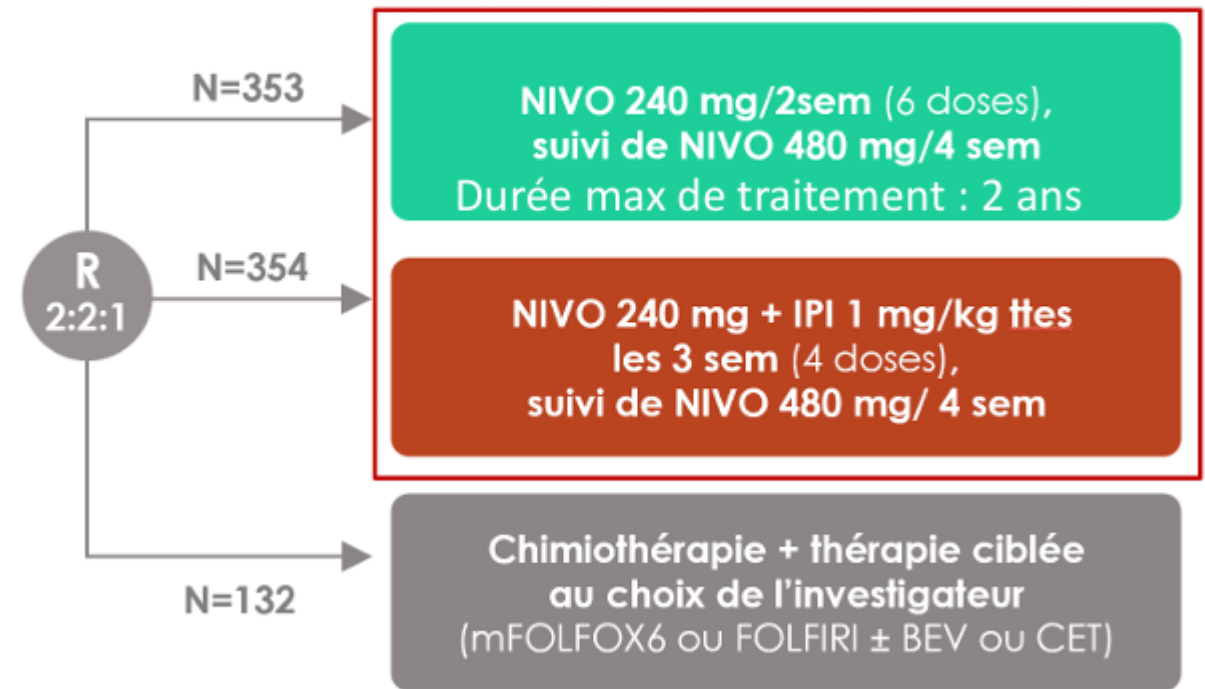 N=353
NIVO 240 mg/2sem (6 doses),
suivi de NIVO 480 mg/4 sem
Durée max de traitement : 2 ans
R
2:2:1
N=354
NIVO 240 mg + IPI 1 mg/kg ttes
les 3 sem (4 doses),
suivi de NIVO 480 mg/ 4 sem
N=132
Chimiothérapie + thérapie ciblée
au choix de l’investigateur
(mFOLFOX6 ou FOLFIRI ± BEV ou CET)